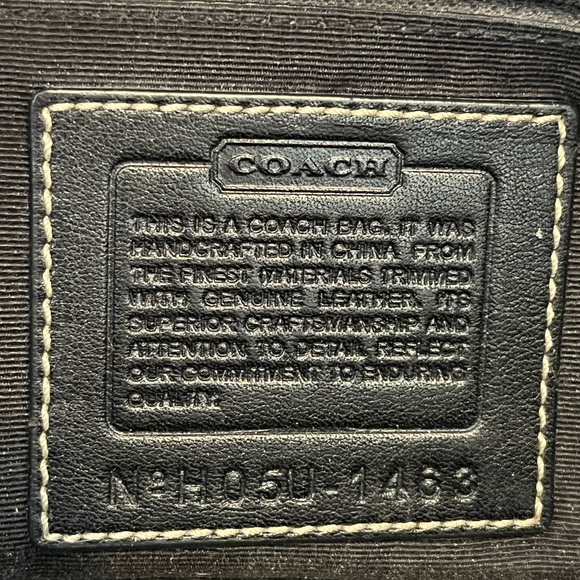 COACH
THIS IS A COACH BAG. IT WAS
HANDCRAFTED IN CHINA FROM
THE FINEST MATERIALS TRIMMED
WITH GENUINE LEATHER. ITS
SUPERIOR CRAFTSMANSHIP AND
ATTENTION TO DETAIL REFLECT
OUR COMMITMENT TO ENDURING
QUALITY.
Nº H05U-1463